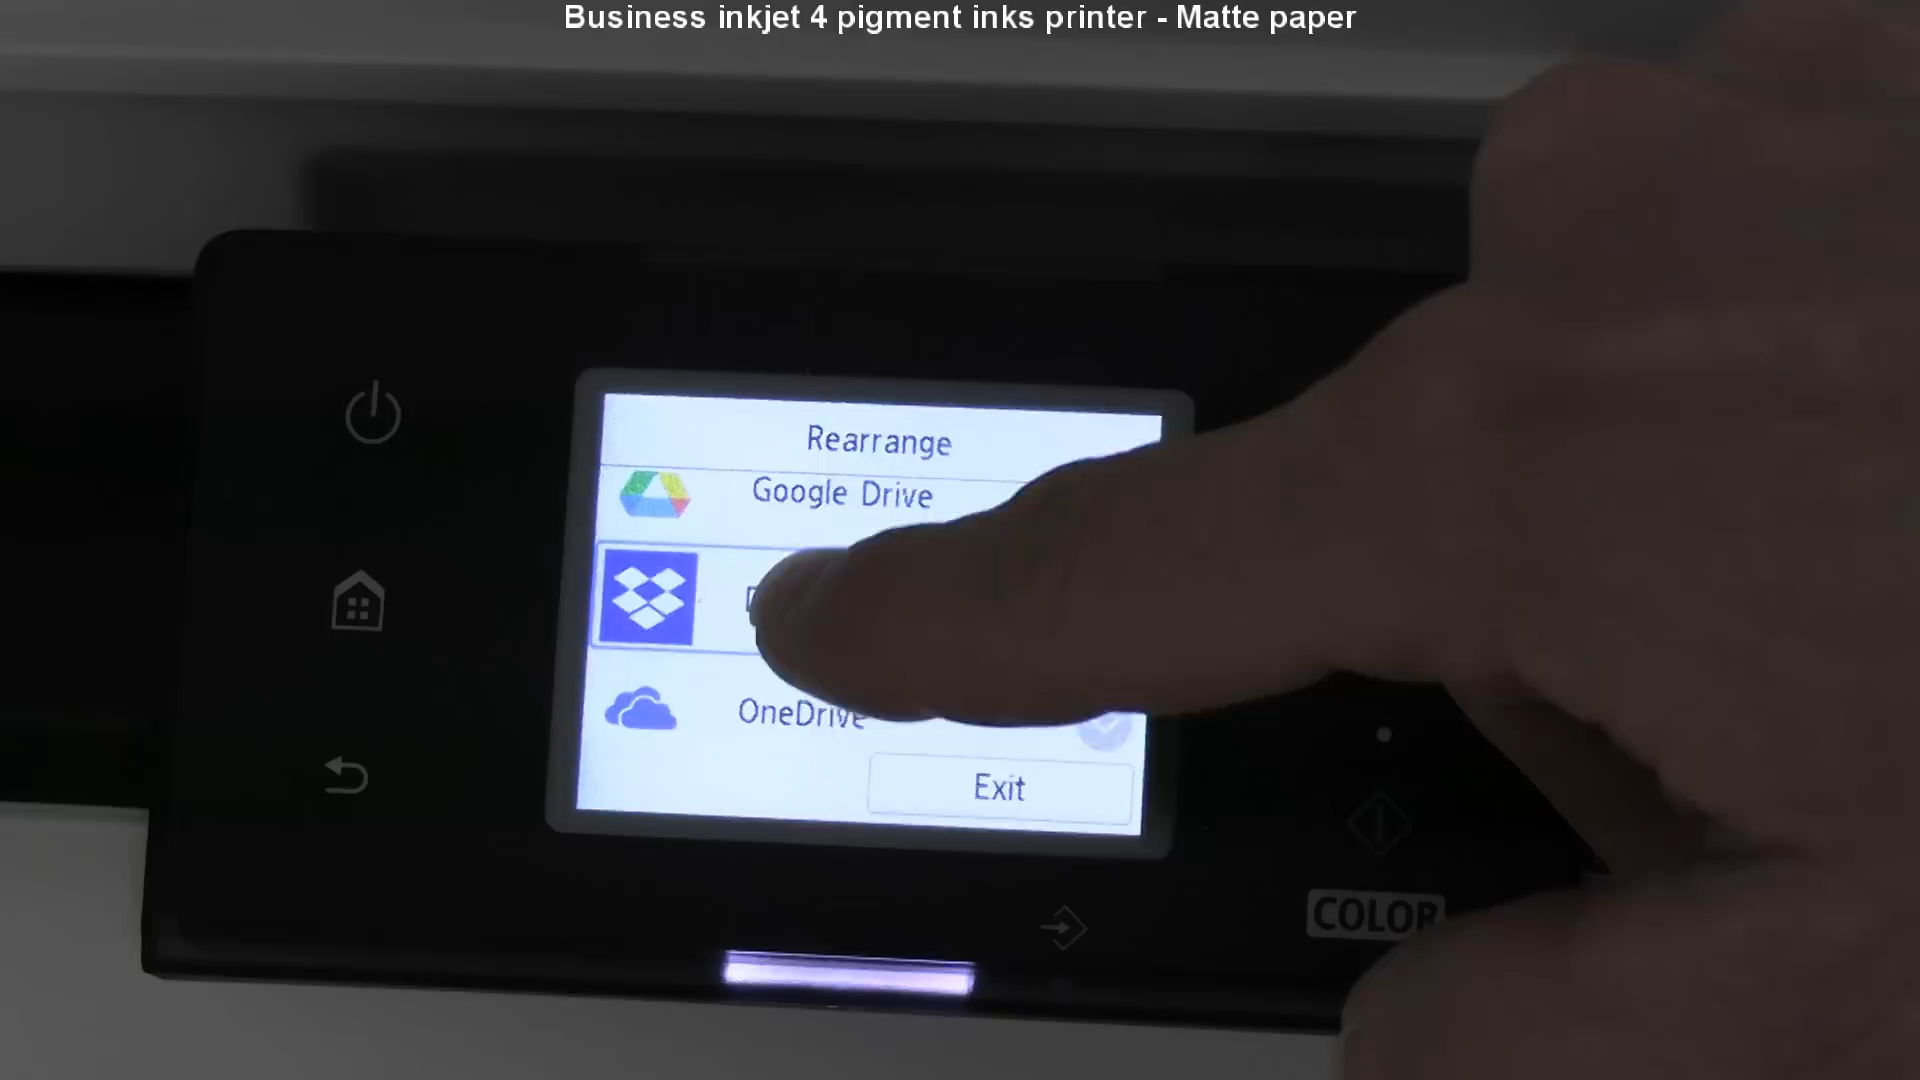 Business inkjet 4 pigment inks printer - Matte paper
Rearrange
Google Drive
OneDrive
Exit
COLOR